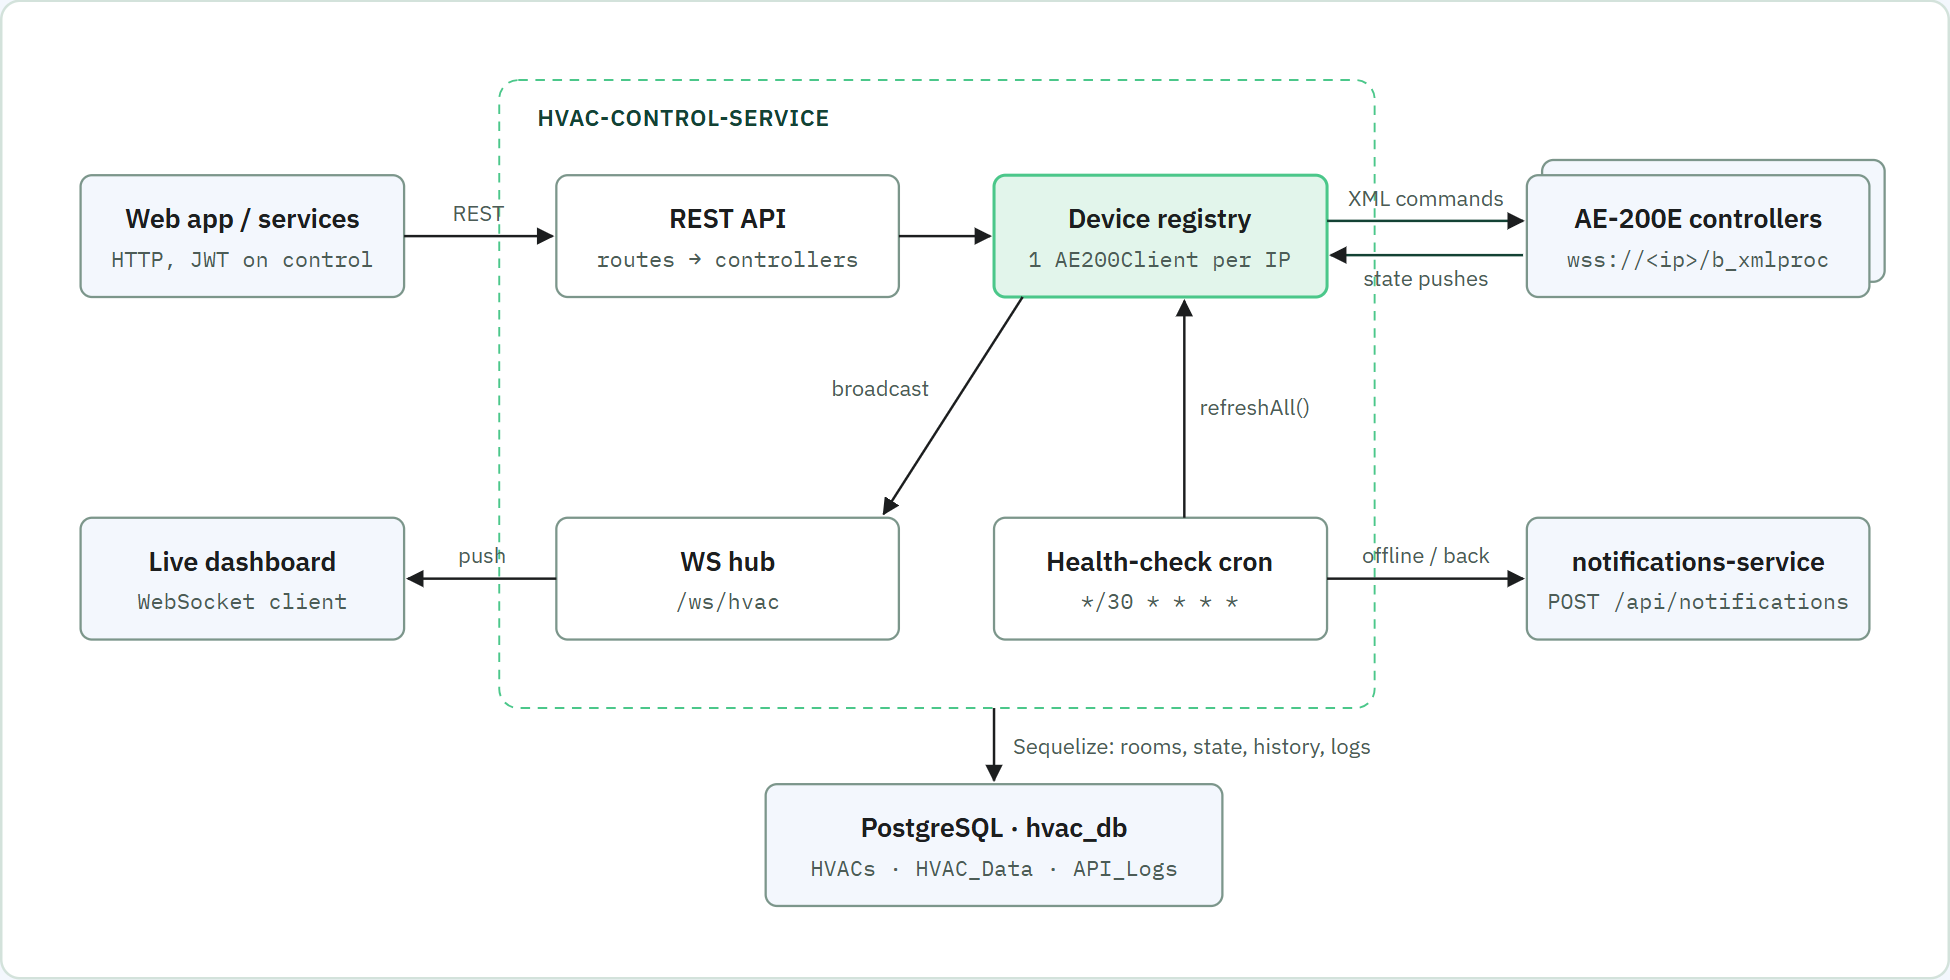 HVAC-CONTROL-SERVICE
Web app / services
HTTP, JWT on control
REST
REST API
routes → controllers
Device registry
1 AE200Client per IP
XML commands
state pushes
AE-200E controllers
wss://<ip>/b_xmlproc
broadcast
refreshAll()
Live dashboard
WebSocket client
push
WS hub
/ws/hvac
Health-check cron
*/30 * * * *
offline / back
notifications-service
POST /api/notifications
Sequelize: rooms, state, history, logs
PostgreSQL · hvac_db
HVACs · HVAC_Data · API_Logs